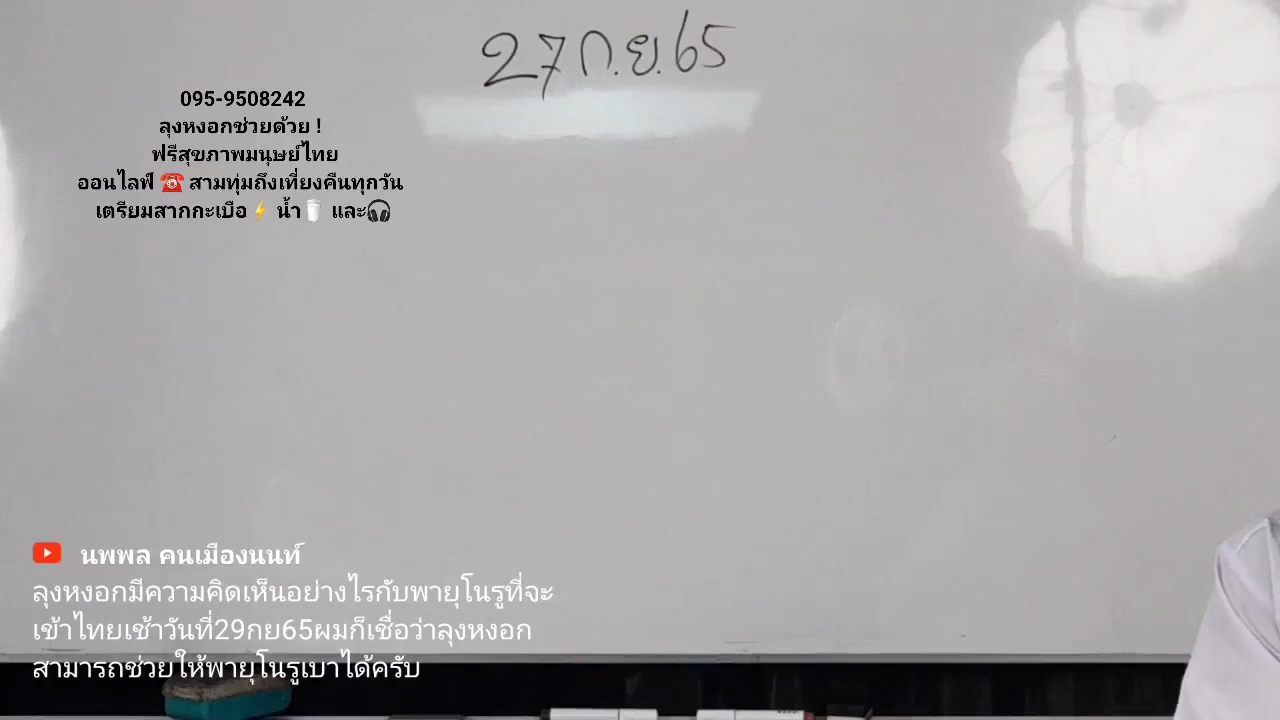 27 ก.ย. 65
095-9508242
ลุงหงอกช่วยด้วย !
ฟรีสุขภาพมนุษย์ไทย
ออนไลฟ์ ☎️ สามทุ่มถึงเที่ยงคืนทุกวัน
เตรียมสากกะเบือ⚡ น้ำ🥛 และ🎧
นพพล คนเมืองนนท์
ลุงหงอกมีความคิดเห็นอย่างไรกับพายุโนรูที่จะ
เข้าไทยเช้าวันที่29กย65ผมก็เชื่อว่าลุงหงอก
สามารถช่วยให้พายุโนรูเบาได้ครับ